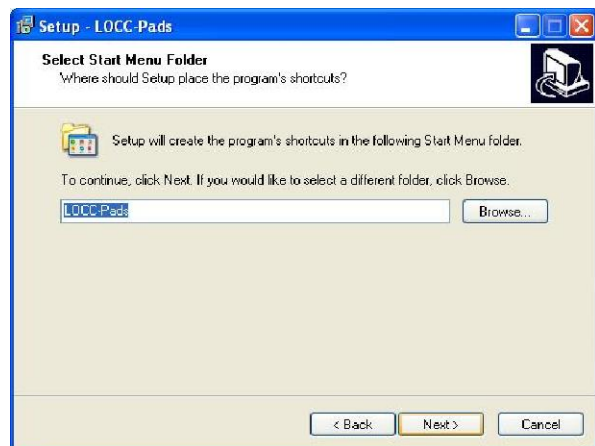 Setup - LOCC-Pads
Select Start Menu Folder
Where should Setup place the program's shortcuts?
Setup will create the program's shortcuts in the following Start Menu folder.
To continue, click Next. If you would like to select a different folder, click Browse.
LOCC-Pads
Browse...
< Back
Next >
Cancel